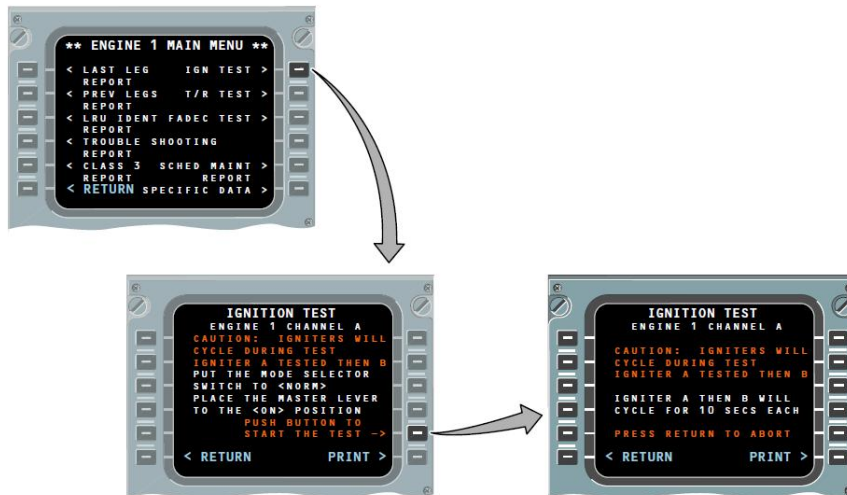 ** ENGINE 1 MAIN MENU **
< LAST LEG IGN TEST >
REPORT
< PREV LEGS T/R TEST >
REPORT
< LRU IDENT FADEC TEST >
REPORT
< TROUBLE SHOOTING
REPORT
< CLASS 3 SCHED MAINT >
REPORT REPORT
< RETURN SPECIFIC DATA >
IGNITION TEST
ENGINE 1 CHANNEL A
CAUTION: IGNITERS WILL
CYCLE DURING TEST
IGNITER A TESTED THEN B
PUT THE MODE SELECTOR
SWITCH TO <NORM>
PLACE THE MASTER LEVER
TO THE <ON> POSITION
PUSH BUTTON TO
START THE TEST ->
< RETURN PRINT >
IGNITION TEST
ENGINE 1 CHANNEL A
CAUTION: IGNITERS WILL
CYCLE DURING TEST
IGNITER A TESTED THEN B
IGNITER A THEN B WILL
CYCLE FOR 10 SECS EACH
PRESS RETURN TO ABORT
< RETURN PRINT >